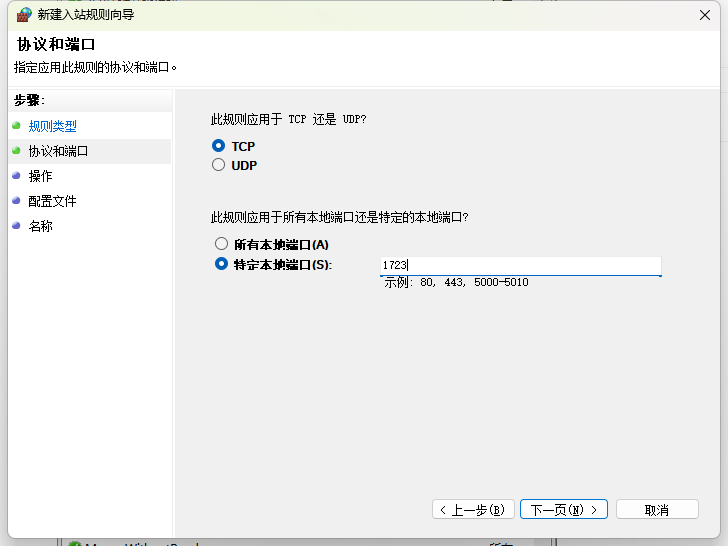 新建入站规则向导
协议和端口
指定应用此规则的协议和端口。
步骤:
规则类型
协议和端口
操作
配置文件
名称
此规则应用于 TCP 还是 UDP?
TCP
UDP
此规则应用于所有本地端口还是特定的本地端口?
所有本地端口(A)
特定本地端口(S):
1723
示例: 80, 443, 5000-5010
< 上一步(B)
下一页(N) >
取消